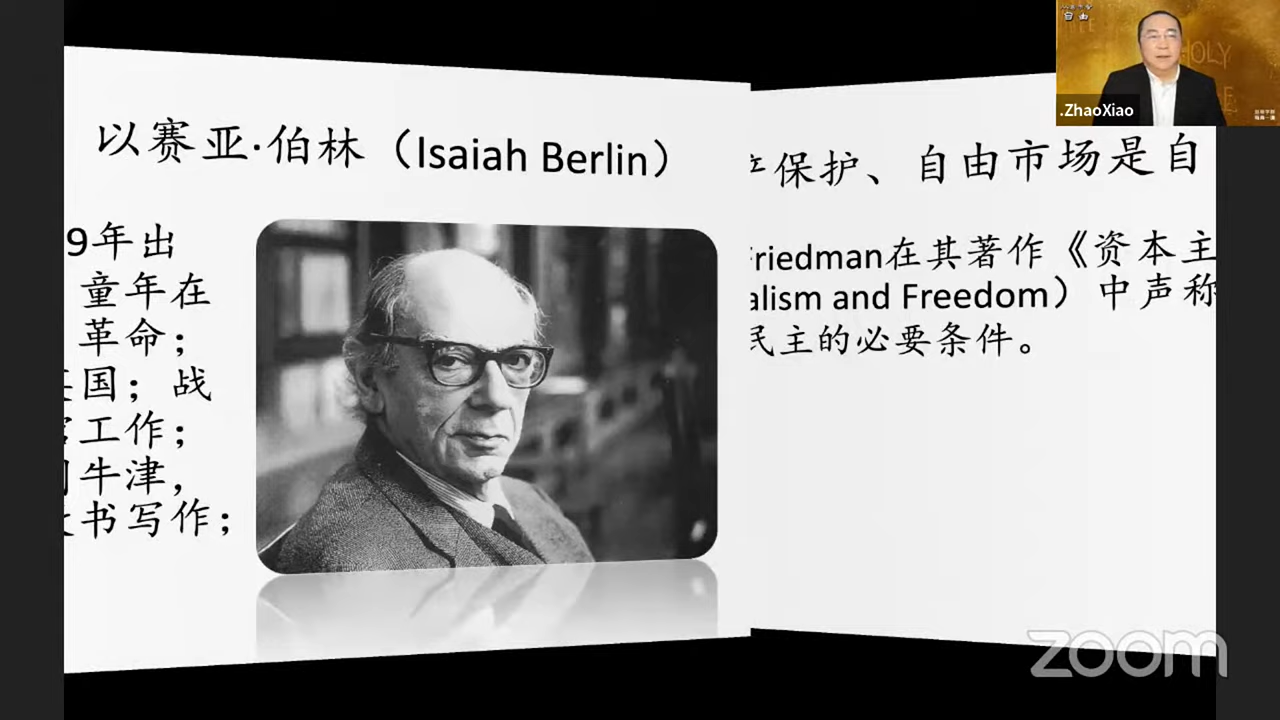 以赛亚·伯林（Isaiah Berlin）
9年出
童年在
革命；
国；战
工作；
牛津，
书写作；
保护、自由市场是自
riedman在其著作《资本主
alism and Freedom）中声称
民主的必要条件。
自由
HOLY
.ZhaoXiao
zoom